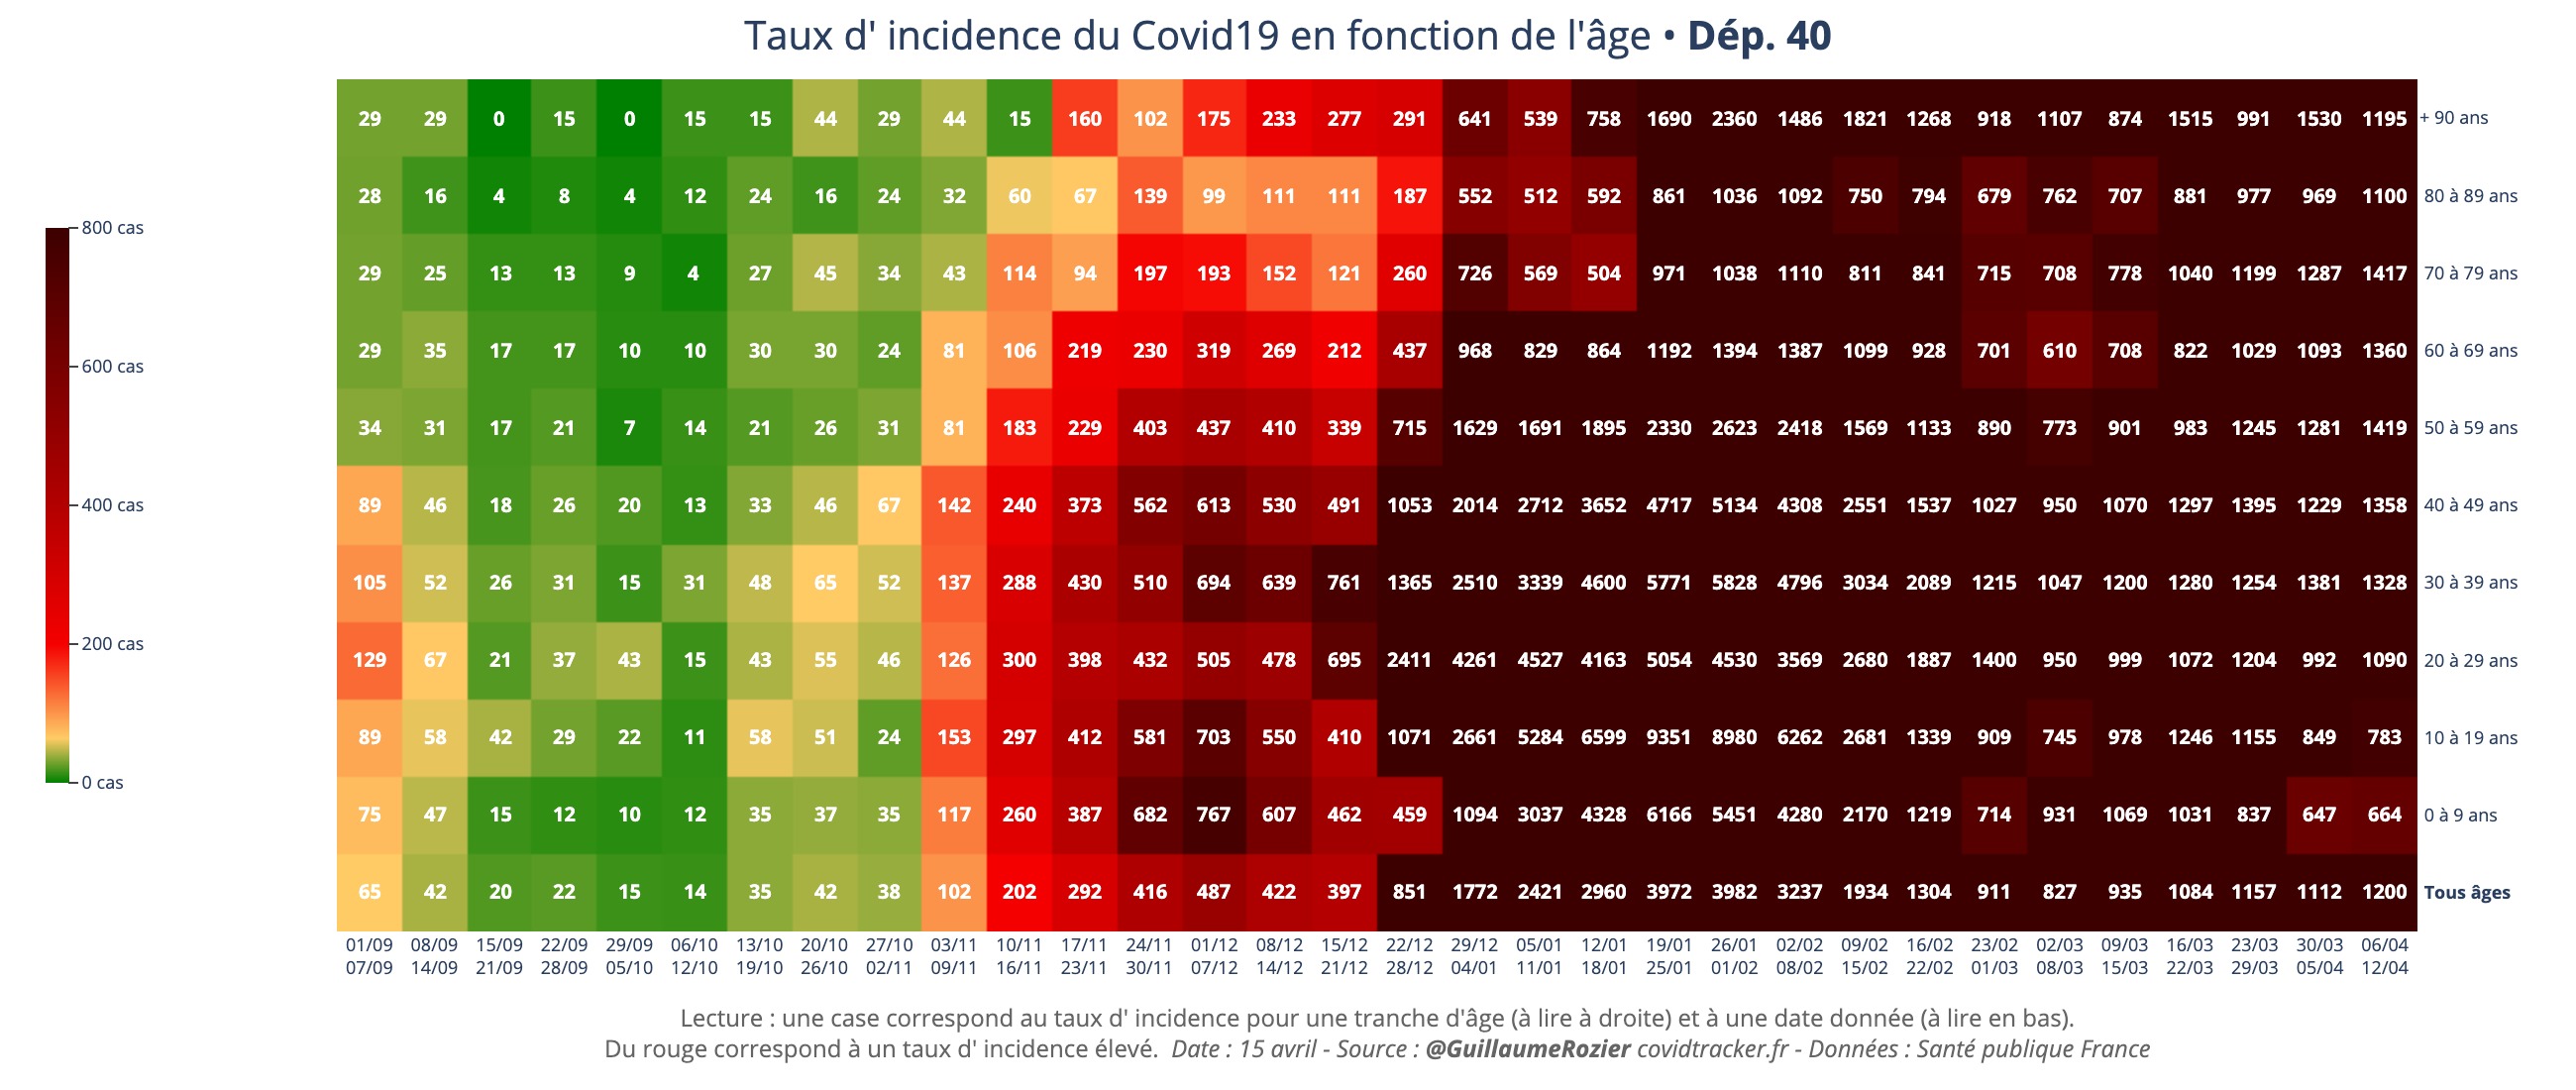 Taux d' incidence du Covid19 en fonction de l'âge • Dép. 40
800 cas
600 cas
400 cas
200 cas
0 cas
29 29 0 15 0 15 15 44 29 44 15 160 102 175 233 277 291 641 539 758 1690 2360 1486 1821 1268 918 1107 874 1515 991 1530 1195 + 90 ans
28 16 4 8 4 12 24 16 24 32 60 67 139 99 111 111 187 552 512 592 861 1036 1092 750 794 679 762 707 881 977 969 1100 80 à 89 ans
29 25 13 13 9 4 27 45 34 43 114 94 197 193 152 121 260 726 569 504 971 1038 1110 811 841 715 708 778 1040 1199 1287 1417 70 à 79 ans
29 35 17 17 10 10 30 30 24 81 106 219 230 319 269 212 437 968 829 864 1192 1394 1387 1099 928 701 610 708 822 1029 1093 1360 60 à 69 ans
34 31 17 21 7 14 21 26 31 81 183 229 403 437 410 339 715 1629 1691 1895 2330 2623 2418 1569 1133 890 773 901 983 1245 1281 1419 50 à 59 ans
89 46 18 26 20 13 33 46 67 142 240 373 562 613 530 491 1053 2014 2712 3652 4717 5134 4308 2551 1537 1027 950 1070 1297 1395 1229 1358 40 à 49 ans
105 52 26 31 15 31 48 65 52 137 288 430 510 694 639 761 1365 2510 3339 4600 5771 5828 4796 3034 2089 1215 1047 1200 1280 1254 1381 1328 30 à 39 ans
129 67 21 37 43 15 43 55 46 126 300 398 432 505 478 695 2411 4261 4527 4163 5054 4530 3569 2680 1887 1400 950 999 1072 1204 992 1090 20 à 29 ans
89 58 42 29 22 11 58 51 24 153 297 412 581 703 550 410 1071 2661 5284 6599 9351 8980 6262 2681 1339 909 745 978 1246 1155 849 783 10 à 19 ans
75 47 15 12 10 12 35 37 35 117 260 387 682 767 607 462 459 1094 3037 4328 6166 5451 4280 2170 1219 714 931 1069 1031 837 647 664 0 à 9 ans
65 42 20 22 15 14 35 42 38 102 202 292 416 487 422 397 851 1772 2421 2960 3972 3982 3237 1934 1304 911 827 935 1084 1157 1112 1200 Tous âges
01/09 08/09 15/09 22/09 29/09 06/10 13/10 20/10 27/10 03/11 10/11 17/11 24/11 01/12 08/12 15/12 22/12 29/12 05/01 12/01 19/01 26/01 02/02 09/02 16/02 23/02 02/03 09/03 16/03 23/03 30/03 06/04
07/09 14/09 21/09 28/09 05/10 12/10 19/10 26/10 02/11 09/11 16/11 23/11 30/11 07/12 14/12 21/12 28/12 04/01 11/01 18/01 25/01 01/02 08/02 15/02 22/02 01/03 08/03 15/03 22/03 29/03 05/04 12/04
Lecture : une case correspond au taux d' incidence pour une tranche d'âge (à lire à droite) et à une date donnée (à lire en bas).
Du rouge correspond à un taux d' incidence élevé. Date : 15 avril - Source : @GuillaumeRozier covidtracker.fr - Données : Santé publique France